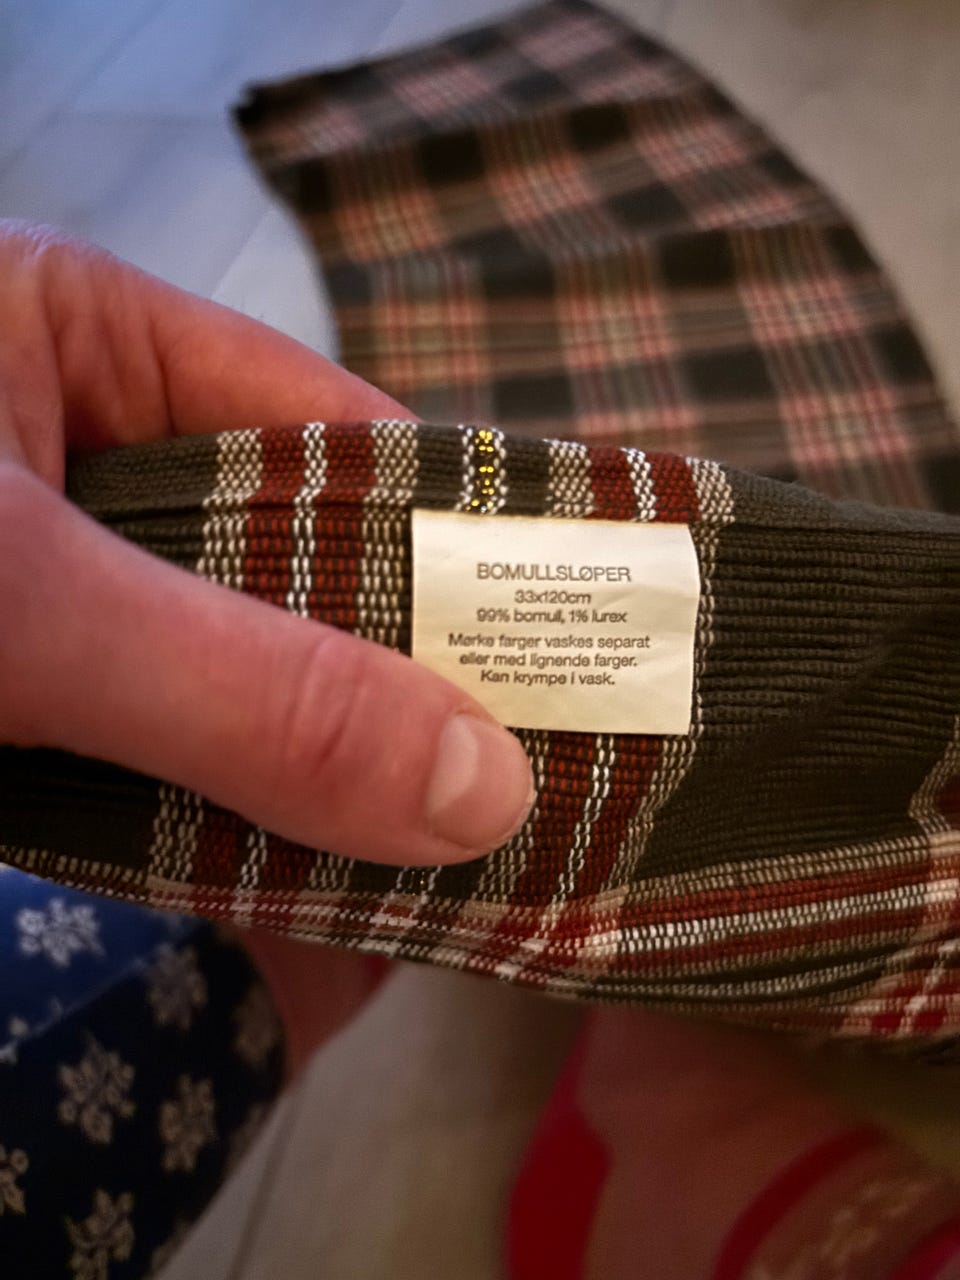 BOMULLSLØPER
33x120cm
99% bomull, 1% lurex
Mørke farger vaskes separat
eller med lignende farger.
Kan krympe i vask.